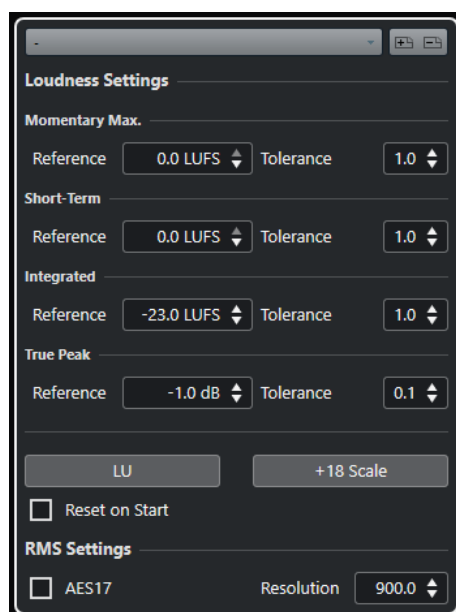 -
Loudness Settings
Momentary Max.
Reference 0.0 LUFS Tolerance 1.0
Short-Term
Reference 0.0 LUFS Tolerance 1.0
Integrated
Reference -23.0 LUFS Tolerance 1.0
True Peak
Reference -1.0 dB Tolerance 0.1
LU +18 Scale
Reset on Start
RMS Settings
AES17 Resolution 900.0